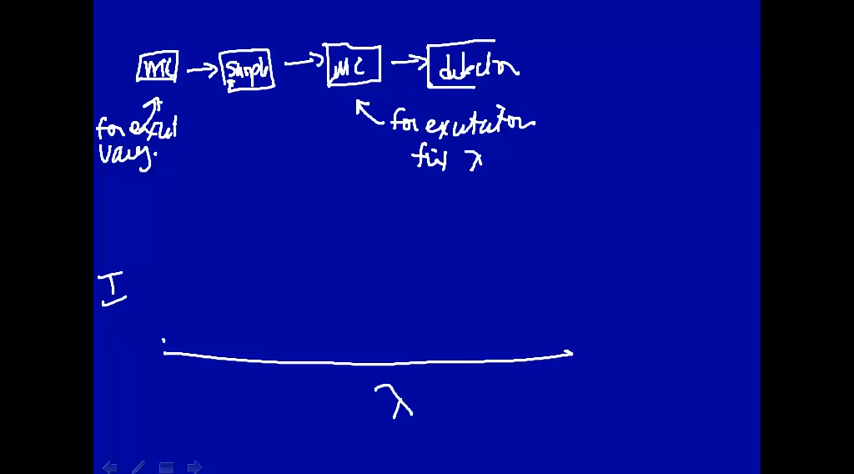 MC → Sample → MC → detector
for excit
vary.
for excitation
fix λ
I
λ